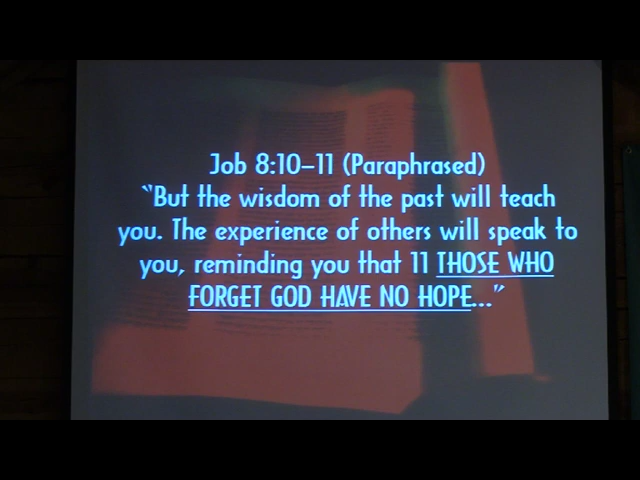 Job 8:10–11 (Paraphrased)
“But the wisdom of the past will teach
you. The experience of others will speak to
you, reminding you that 11 THOSE WHO
FORGET GOD HAVE NO HOPE...”